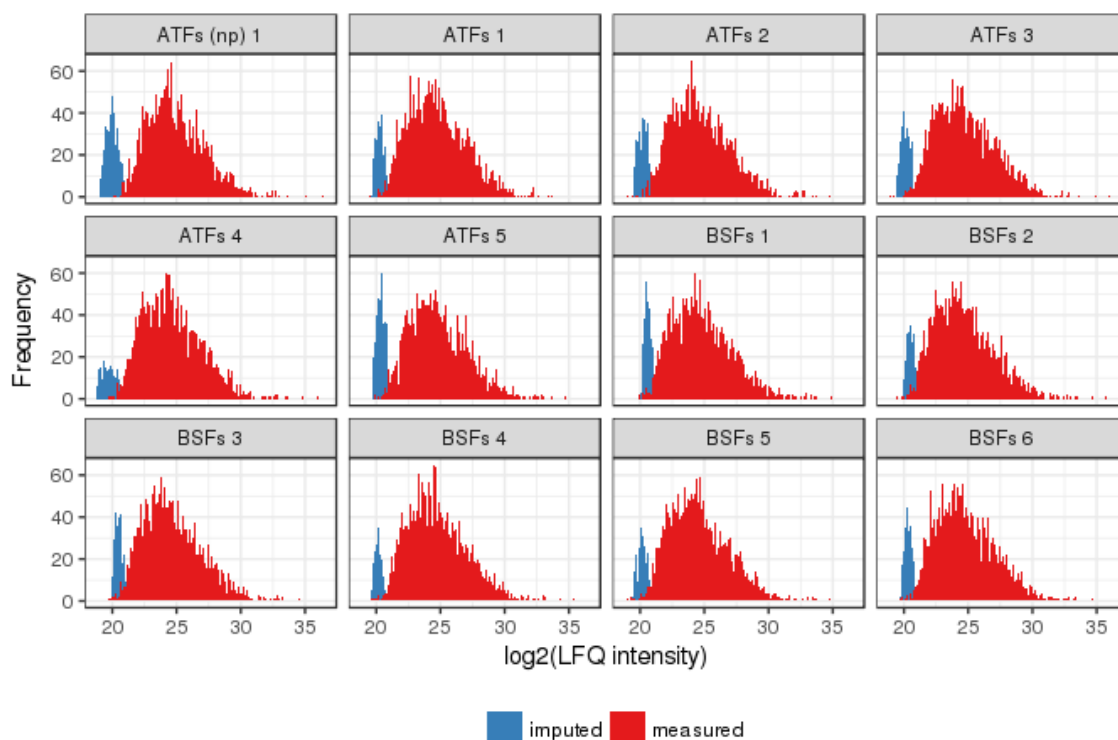 ATFs (np) 1 ATFs 1 ATFs 2 ATFs 3
60
40
20
0
ATFs 4 ATFs 5 BSFs 1 BSFs 2
60
40
20
0
Frequency
BSFs 3 BSFs 4 BSFs 5 BSFs 6
60
40
20
0
20 25 30 35 20 25 30 35 20 25 30 35 20 25 30 35
log2(LFQ intensity)
imputed measured